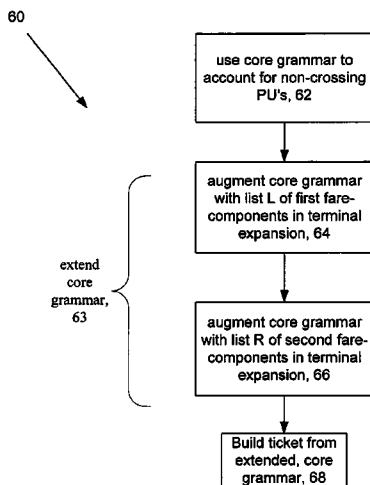 60
use core grammar to
account for non-crossing
PU's, 62
augment core grammar
with list L of first fare-
components in terminal
expansion, 64
extend
core
grammar,
63
augment core grammar
with list R of second fare-
components in terminal
expansion, 66
Build ticket from
extended, core
grammar, 68